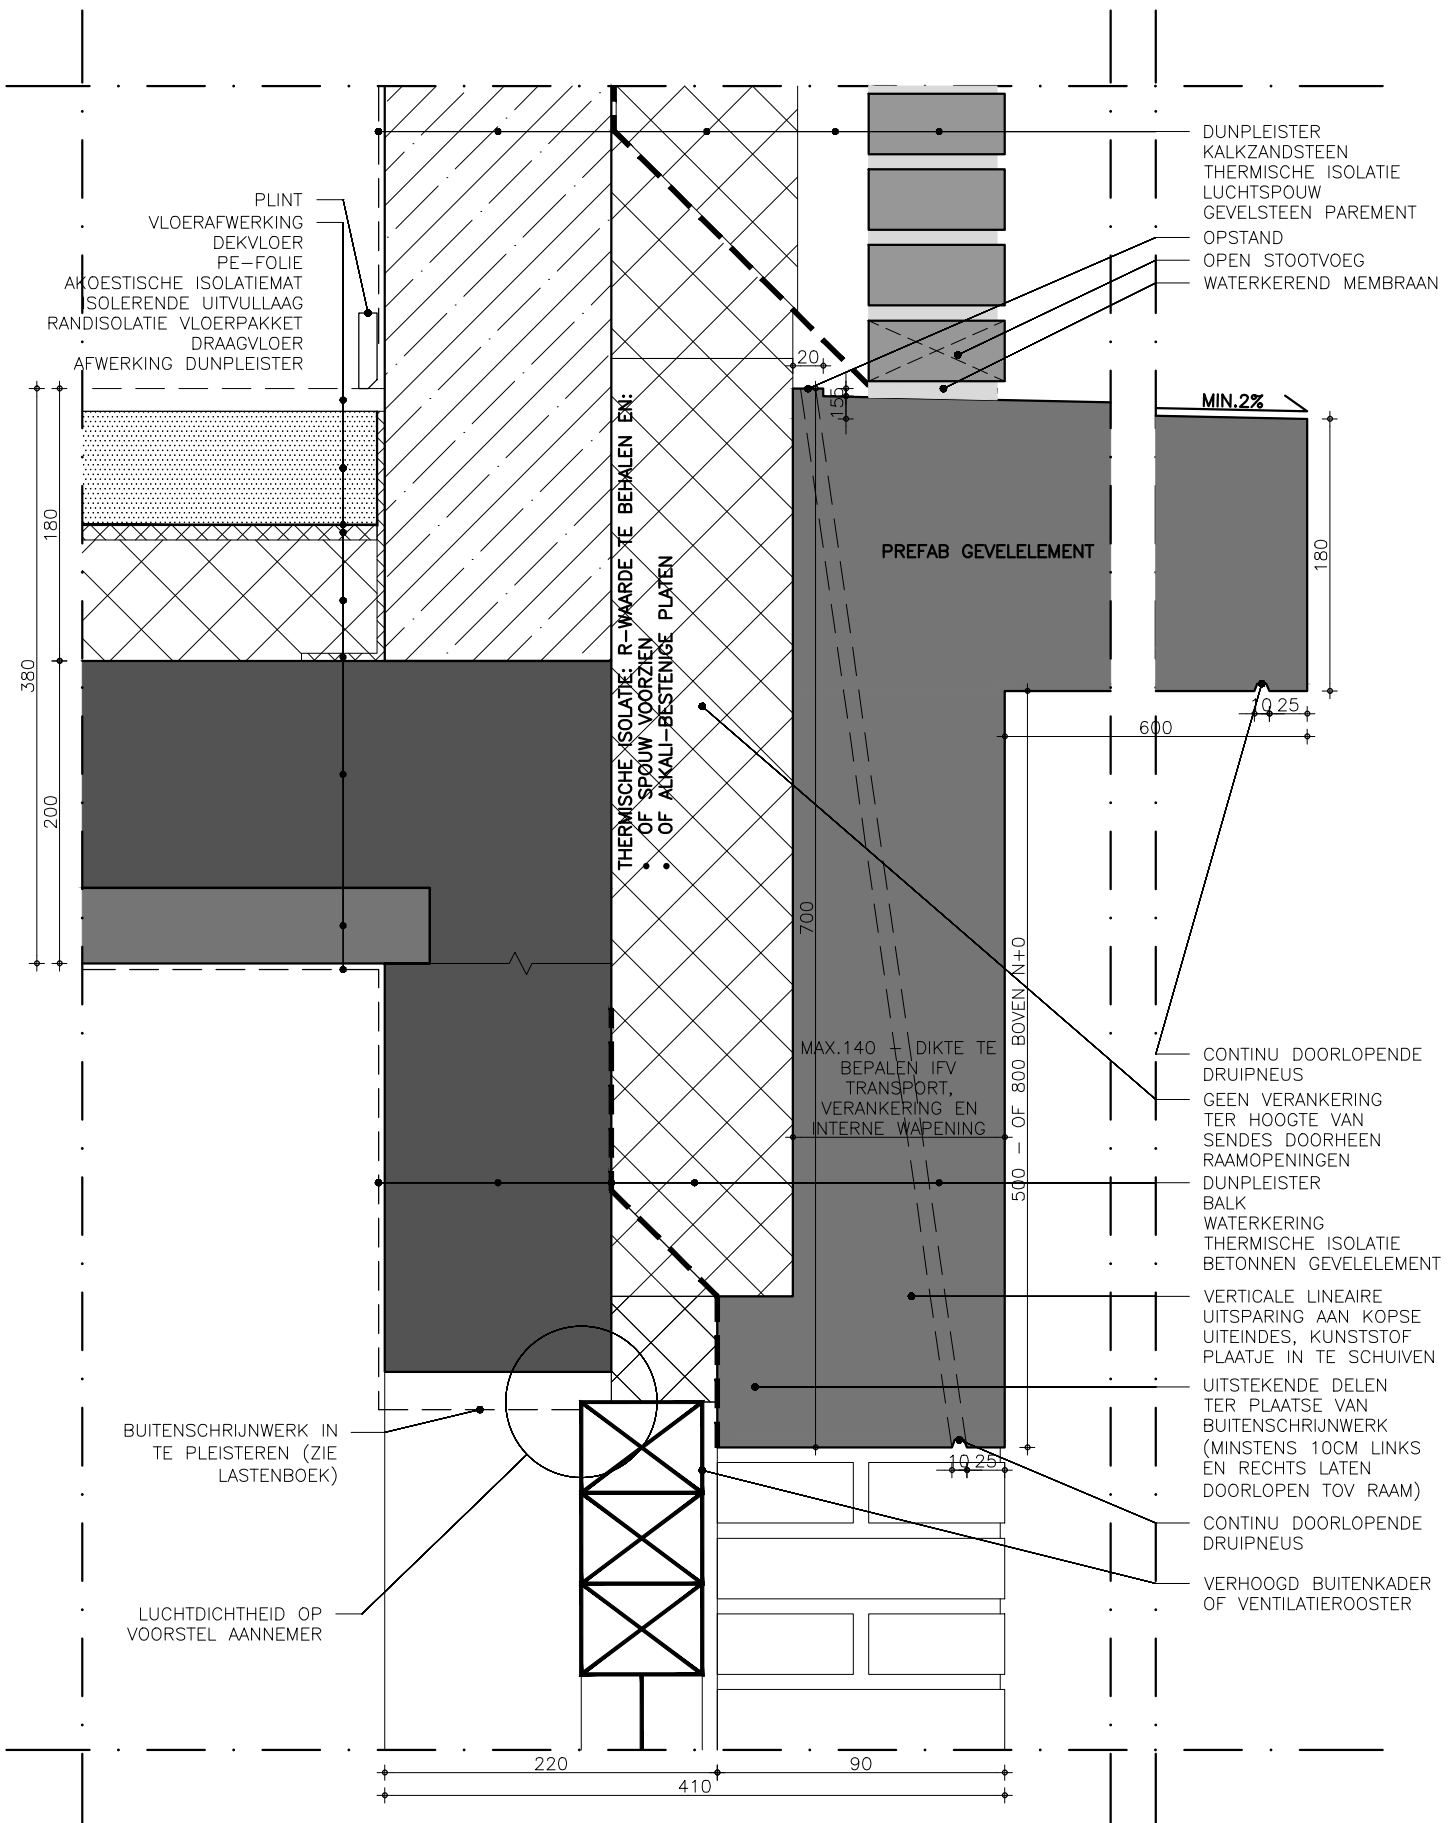 PLINT
VLOERAFWERKING
DEKVLOER
PE-FOLIE
AKOESTISCHE ISOLATIEMAT
ISOLERENDE UITVULLAAG
RANDISOLATIE VLOERPAKKET
DRAAGVLOER
AFWERKING DUNPLEISTER
DUNPLEISTER
KALKZANDSTEEN
THERMISCHE ISOLATIE
LUCHTSPOUW
GEVELSTEEN PAREMENT
OPSTAND
OPEN STOOTVOEG
WATERKEREND MEMBRAAN
20
155
MIN.2%
THERMISCHE ISOLATIE: R-WAARDE TE BEHALEN EN:
• OF SPOUW VOORZIEN
• OF ALKALI-BESTENIGE PLATEN
PREFAB GEVELELEMENT
180
180
380
200
10 25
600
700
500 - OF 800 BOVEN N+0
MAX.140 - DIKTE TE
BEPALEN IFV
TRANSPORT,
VERANKERING EN
INTERNE WAPENING
CONTINU DOORLOPENDE
DRUIPNEUS
GEEN VERANKERING
TER HOOGTE VAN
SENDES DOORHEEN
RAAMOPENINGEN
DUNPLEISTER
BALK
WATERKERING
THERMISCHE ISOLATIE
BETONNEN GEVELELEMENT
VERTICALE LINEAIRE
UITSPARING AAN KOPSE
UITEINDES, KUNSTSTOF
PLAATJE IN TE SCHUIVEN
UITSTEKENDE DELEN
TER PLAATSE VAN
BUITENSCHRIJNWERK
(MINSTENS 10CM LINKS
EN RECHTS LATEN
DOORLOPEN TOV RAAM)
CONTINU DOORLOPENDE
DRUIPNEUS
VERHOOGD BUITENKADER
OF VENTILATIEROOSTER
10 25
BUITENSCHRIJNWERK IN
TE PLEISTEREN (ZIE
LASTENBOEK)
LUCHTDICHTHEID OP
VOORSTEL AANNEMER
220
90
410